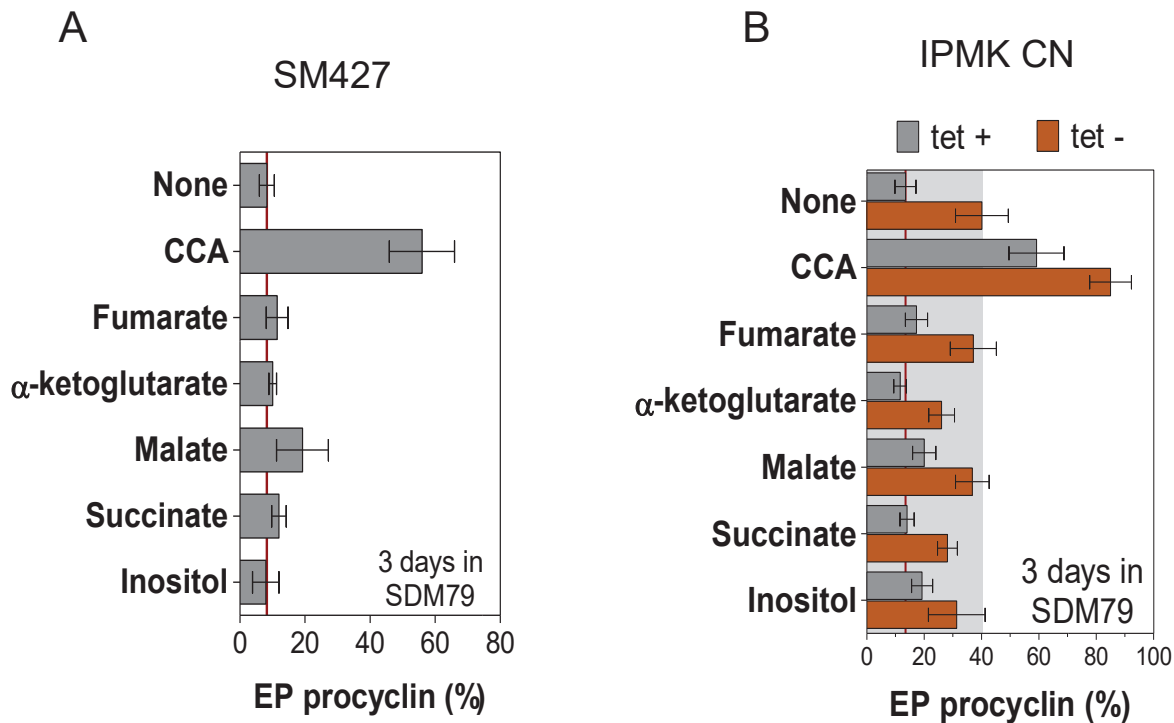 A
SM427
None
CCA
Fumarate
α-ketoglutarate
Malate
Succinate
Inositol
3 days in
SDM79
0 20 40 60 80
EP procyclin (%)
B
IPMK CN
tet + tet -
None
CCA
Fumarate
α-ketoglutarate
Malate
Succinate
Inositol
3 days in
SDM79
0 20 40 60 80 100
EP procyclin (%)